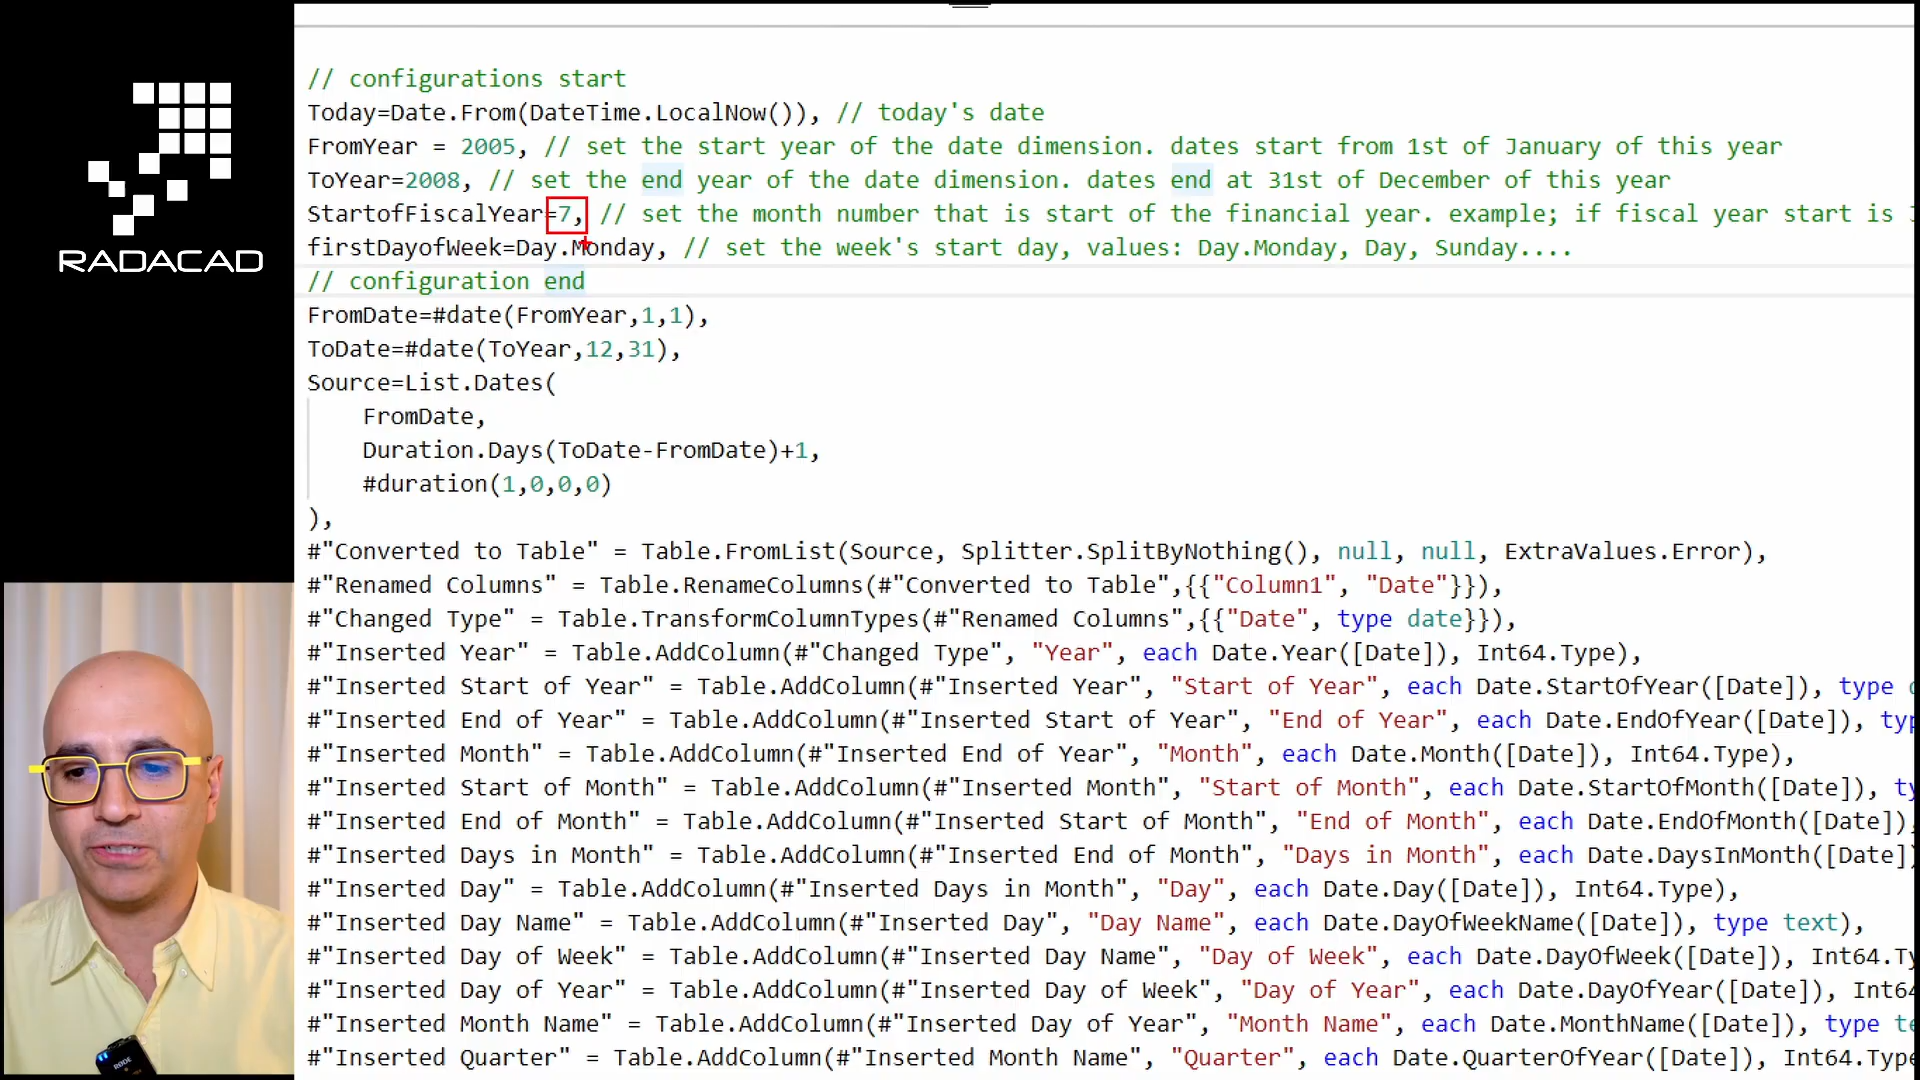 RADACAD
// configurations start
Today=Date.From(DateTime.LocalNow()), // today's date
FromYear = 2005, // set the start year of the date dimension. dates start from 1st of January of this year
ToYear=2008, // set the end year of the date dimension. dates end at 31st of December of this year
StartofFiscalYear=7, // set the month number that is start of the financial year. example; if fiscal year start is
firstDayofWeek=Day.Monday, // set the week's start day, values: Day.Monday, Day, Sunday....
// configuration end
FromDate=#date(FromYear,1,1),
ToDate=#date(ToYear,12,31),
Source=List.Dates(
FromDate,
Duration.Days(ToDate-FromDate)+1,
#duration(1,0,0,0)
),
#"Converted to Table" = Table.FromList(Source, Splitter.SplitByNothing(), null, null, ExtraValues.Error),
#"Renamed Columns" = Table.RenameColumns(#"Converted to Table",{{"Column1", "Date"}}),
#"Changed Type" = Table.TransformColumnTypes(#"Renamed Columns",{{"Date", type date}}),
#"Inserted Year" = Table.AddColumn(#"Changed Type", "Year", each Date.Year([Date]), Int64.Type),
#"Inserted Start of Year" = Table.AddColumn(#"Inserted Year", "Start of Year", each Date.StartOfYear([Date]), type
#"Inserted End of Year" = Table.AddColumn(#"Inserted Start of Year", "End of Year", each Date.EndOfYear([Date]), typ
#"Inserted Month" = Table.AddColumn(#"Inserted End of Year", "Month", each Date.Month([Date]), Int64.Type),
#"Inserted Start of Month" = Table.AddColumn(#"Inserted Month", "Start of Month", each Date.StartOfMonth([Date]), ty
#"Inserted End of Month" = Table.AddColumn(#"Inserted Start of Month", "End of Month", each Date.EndOfMonth([Date]),
#"Inserted Days in Month" = Table.AddColumn(#"Inserted End of Month", "Days in Month", each Date.DaysInMonth([Date])
#"Inserted Day" = Table.AddColumn(#"Inserted Days in Month", "Day", each Date.Day([Date]), Int64.Type),
#"Inserted Day Name" = Table.AddColumn(#"Inserted Day", "Day Name", each Date.DayOfWeekName([Date]), type text),
#"Inserted Day of Week" = Table.AddColumn(#"Inserted Day Name", "Day of Week", each Date.DayOfWeek([Date]), Int64.Ty
#"Inserted Day of Year" = Table.AddColumn(#"Inserted Day of Week", "Day of Year", each Date.DayOfYear([Date]), Int64
#"Inserted Month Name" = Table.AddColumn(#"Inserted Day of Year", "Month Name", each Date.MonthName([Date]), type te
#"Inserted Quarter" = Table.AddColumn(#"Inserted Month Name", "Quarter", each Date.QuarterOfYear([Date]), Int64.Type